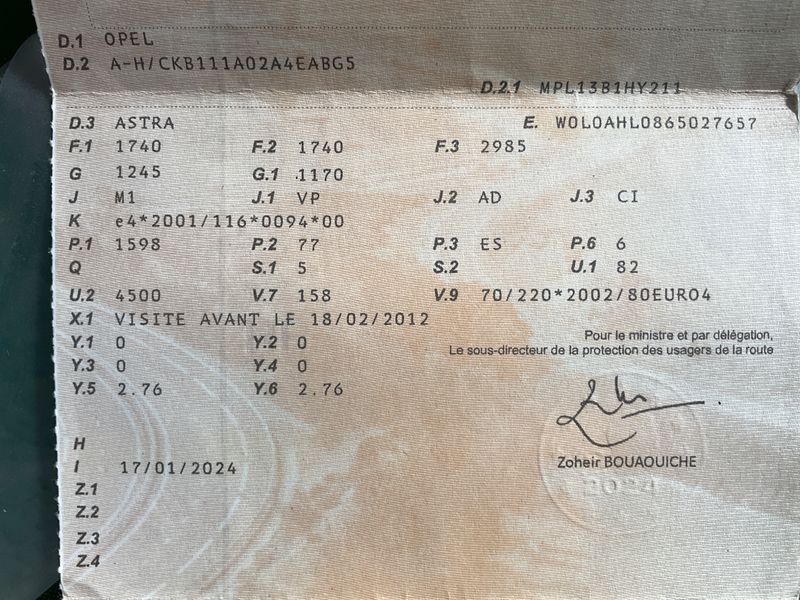 D.1 OPEL
D.2 A-H/CKB111A02A4EABG5
D.2.1 MPL13B1HY211
D.3 ASTRA E. W0L0AHL0865027657
F.1 1740 F.2 1740 F.3 2985
G 1245 G.1 1170
J M1 J.1 VP J.2 AD J.3 CI
K e4*2001/116*0094*00
P.1 1598 P.2 77 P.3 ES P.6 6
Q S.1 5 S.2 U.1 82
U.2 4500 V.7 158 V.9 70/220*2002/80EURO4
X.1 VISITE AVANT LE 18/02/2012
Y.1 0 Y.2 0
Pour le ministre et par délégation,
Le sous-directeur de la protection des usagers de la route
Y.3 0 Y.4 0
Y.5 2.76 Y.6 2.76
H
Zoheir BOUAOUICHE
I 17/01/2024
2024
Z.1
Z.2
Z.3
Z.4